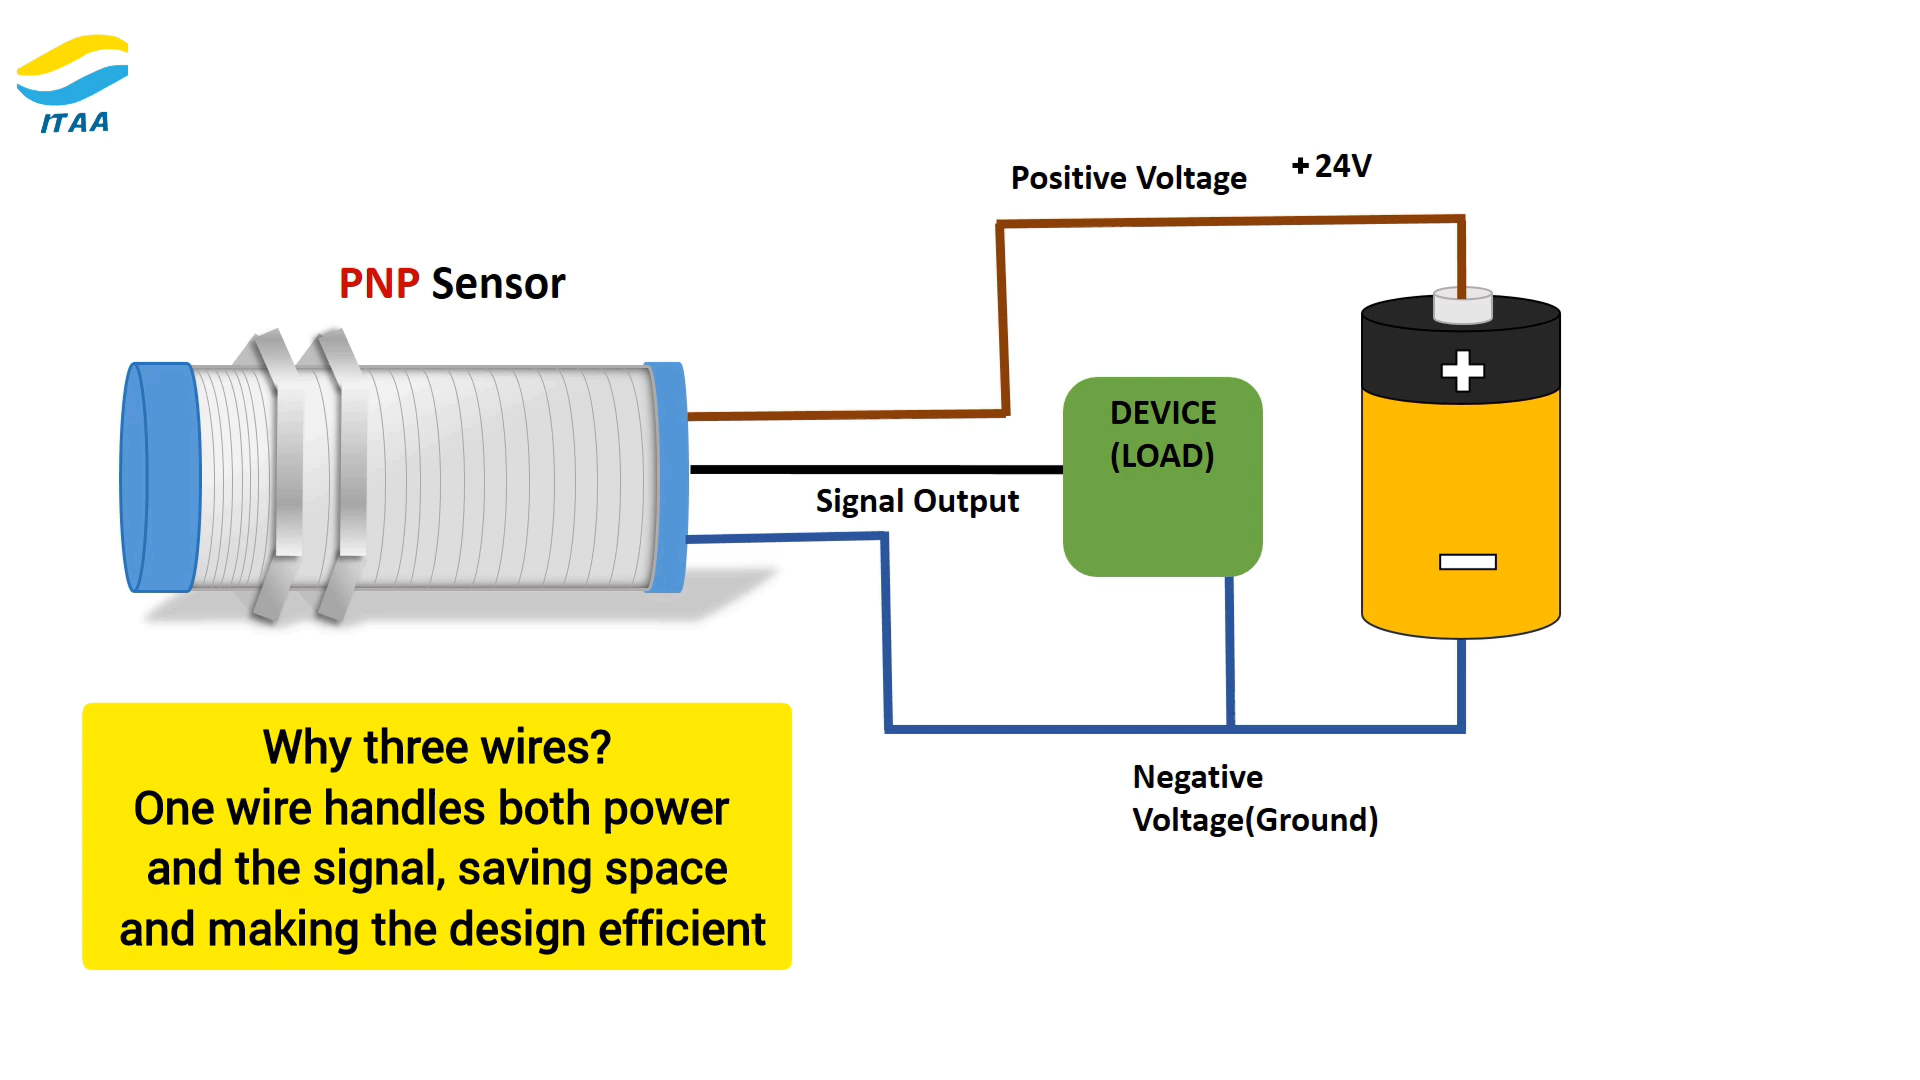 ITAA
Positive Voltage
+ 24V
PNP Sensor
DEVICE
(LOAD)
Signal Output
Why three wires?
One wire handles both power
and the signal, saving space
and making the design efficient
Negative
Voltage(Ground)